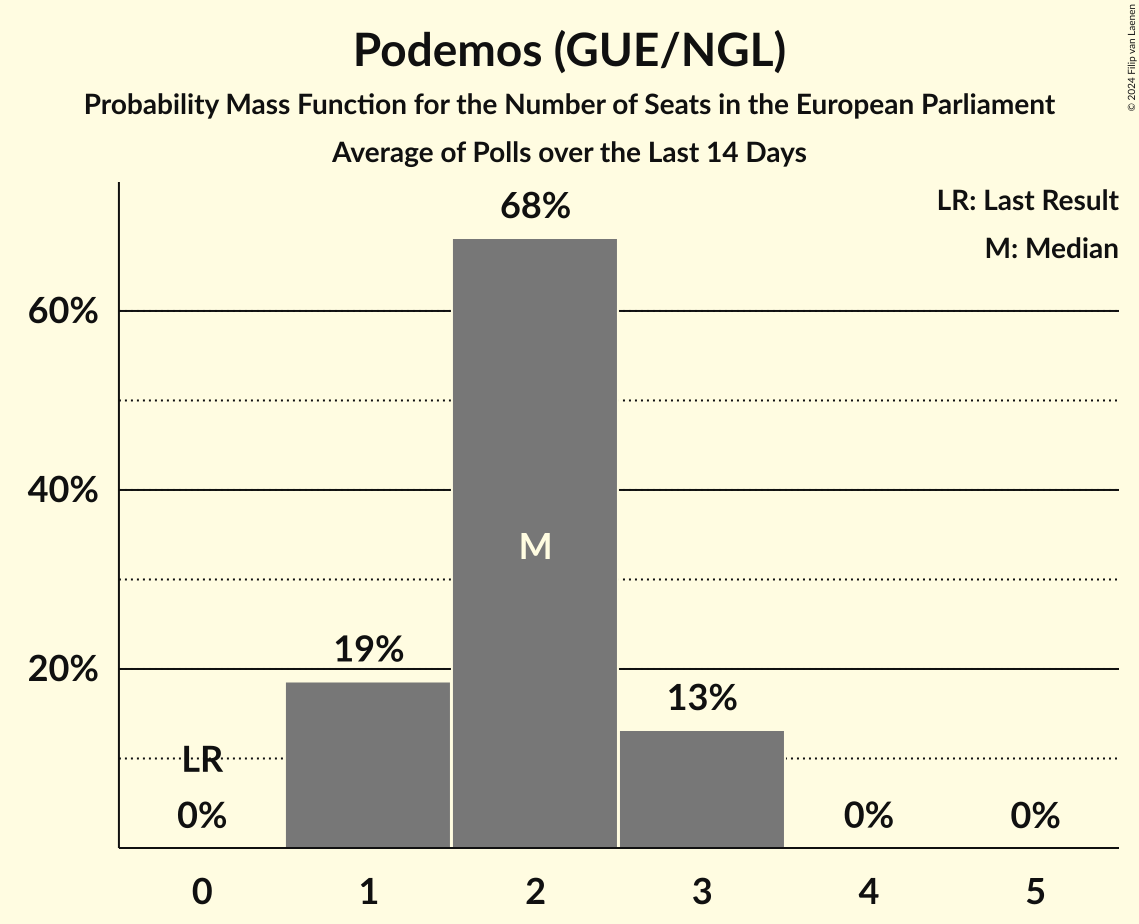 Podemos (GUE/NGL)
Probability Mass Function for the Number of Seats in the European Parliament
Average of Polls over the Last 14 Days
© 2024 Filip van Laenen
LR: Last Result
M: Median
68%
60%
40%
M
19%
20%
13%
LR
0%
0%
0%
0
1
2
3
4
5